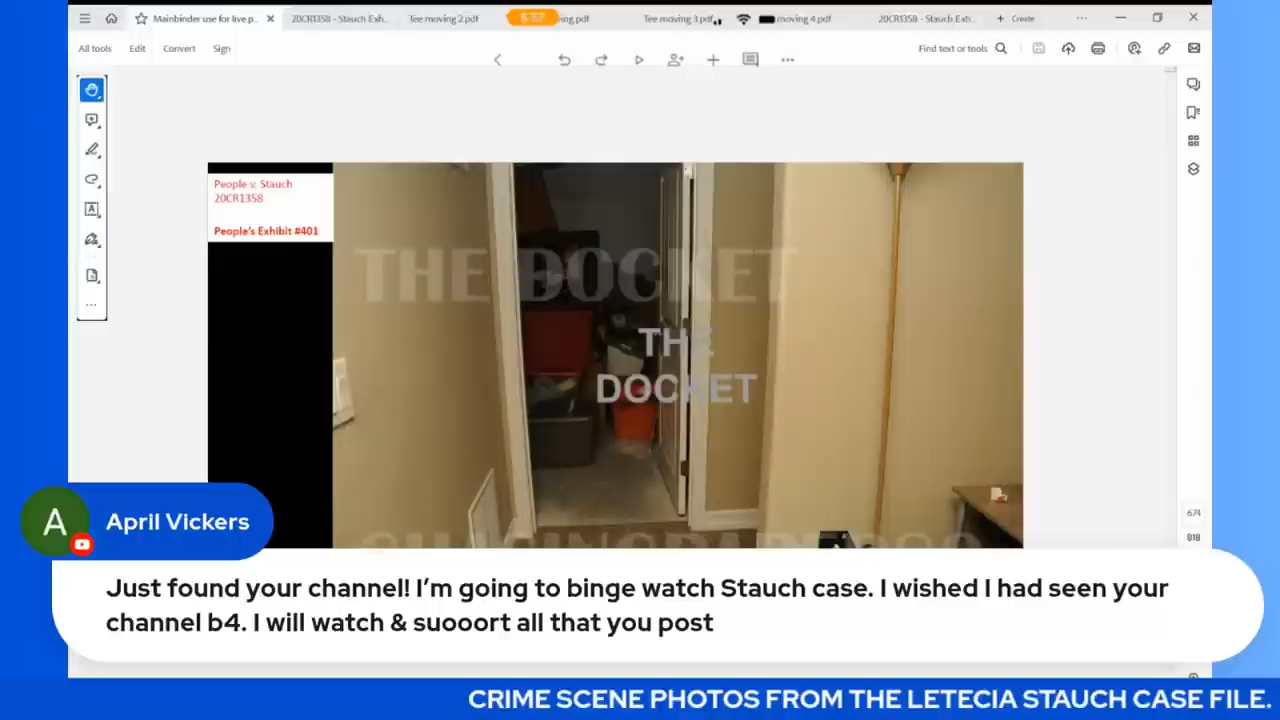 Mainbinder use for live p...
20CR1358 - Stauch Exh...
Tee moving 2.pdf
5:57
ing.pdf
Tee moving 3.pdf
moving 4.pdf
20CR1358 - Stauch Exh...
+ Create
All tools
Edit
Convert
Sign
Find text or tools
People v. Stauch
20CR1358
People's Exhibit #401
THE DOCKET
THE
DOCKET
674
818
A
April Vickers
Just found your channel! I'm going to binge watch Stauch case. I wished I had seen your
channel b4. I will watch & suooort all that you post
CRIME SCENE PHOTOS FROM THE LETECIA STAUCH CASE FILE.